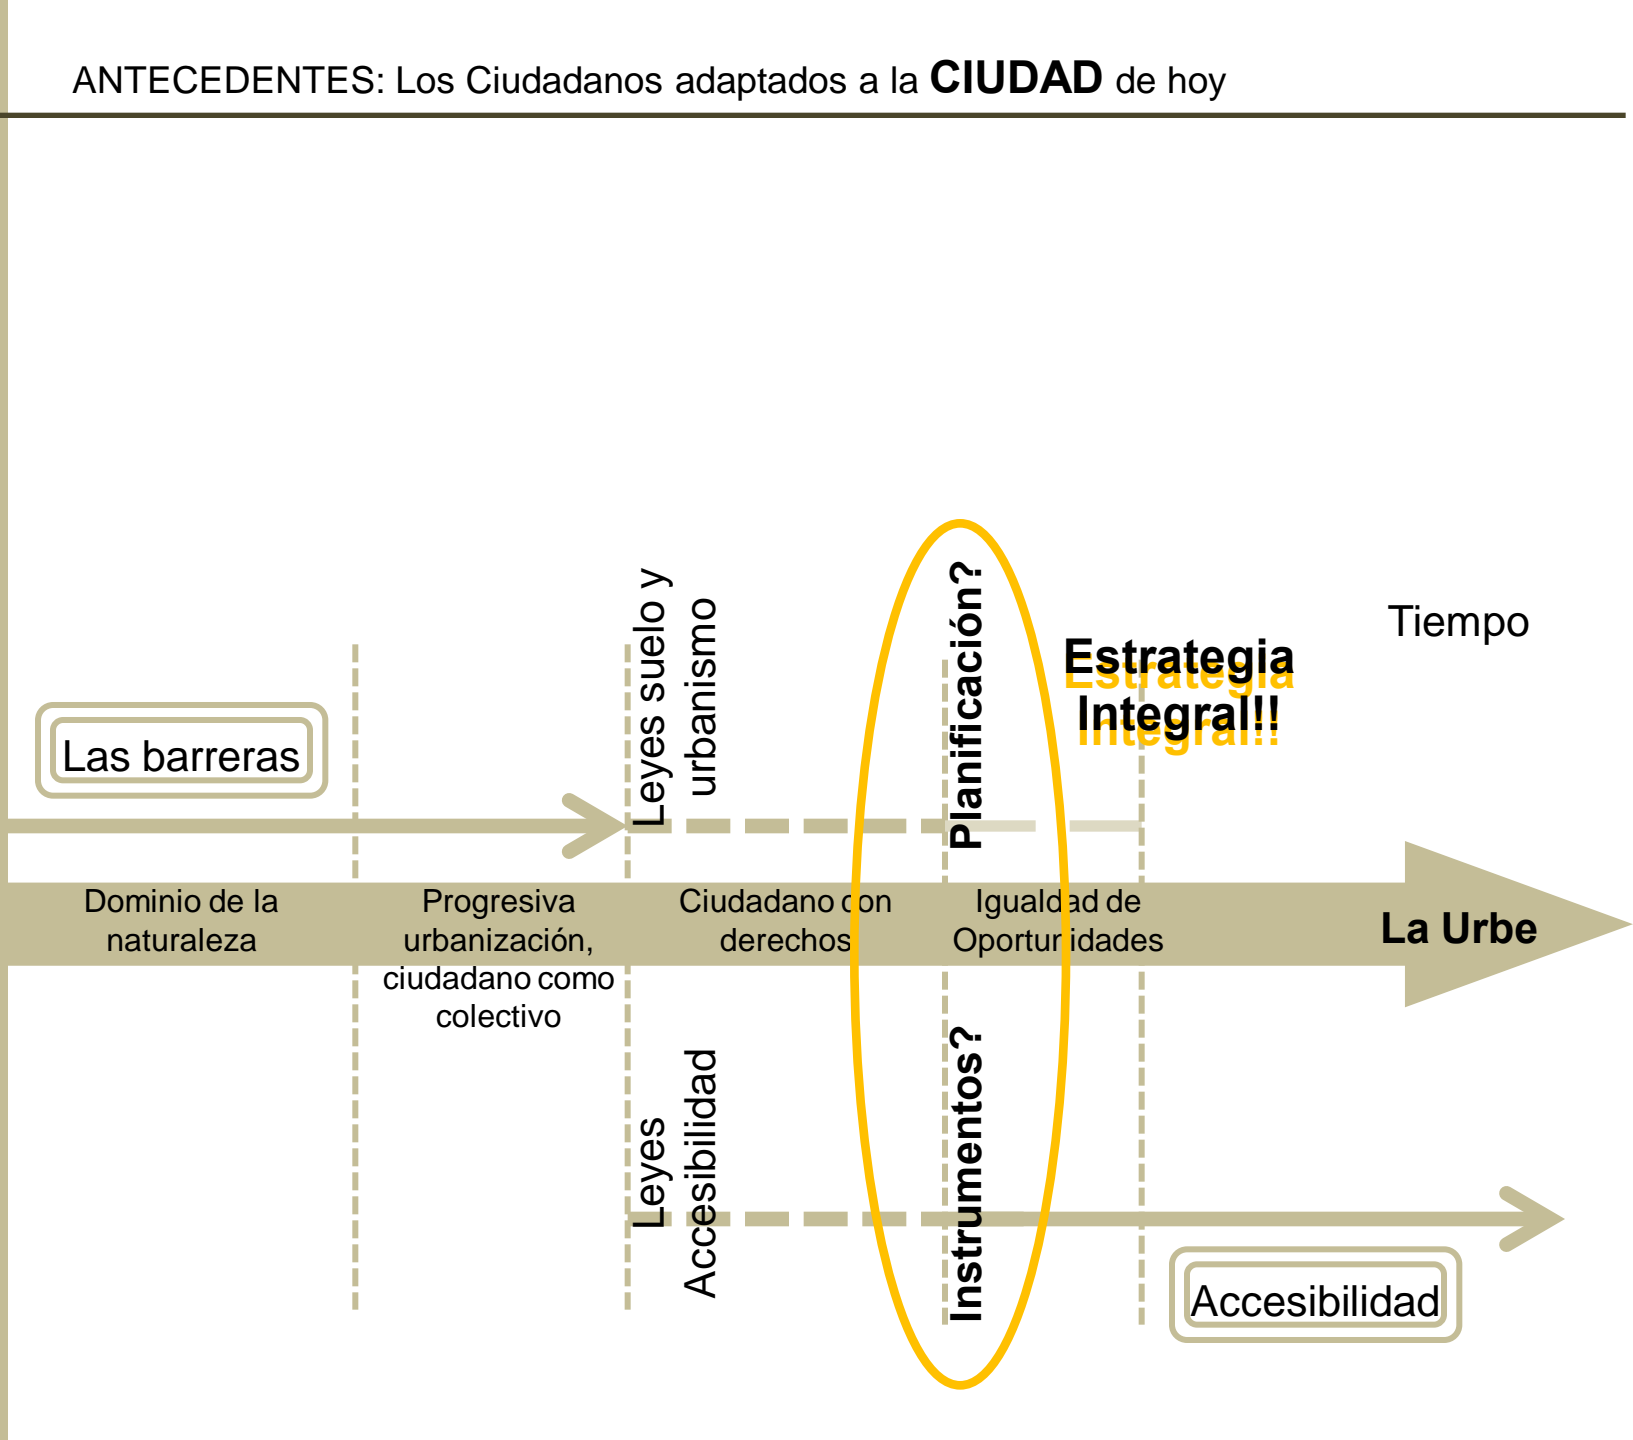 ANTECEDENTES: Los Ciudadanos adaptados a la CIUDAD de hoy
Leyes suelo y
urbanismo
Planificación?
Tiempo
Estrategia
Integral!!
Las barreras
Dominio de la
naturaleza
Progresiva
urbanización,
ciudadano como
colectivo
Ciudadano con
derechos
Igualdad de
Oportunidades
La Urbe
Leyes
Accesibilidad
Instrumentos?
Accesibilidad